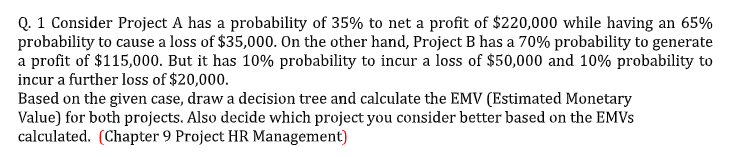 Q. 1 Consider Project A has a probability of 35% to net a profit of $220,000 while having an 65%
probability to cause a loss of $35,000. On the other hand, Project B has a 70% probability to generate
a profit of $115,000. But it has 10% probability to incur a loss of $50,000 and 10% probability to
incur a further loss of $20,000.
Based on the given case, draw a decision tree and calculate the EMV (Estimated Monetary
Value) for both projects. Also decide which project you consider better based on the EMVs
calculated. (Chapter 9 Project HR Management)